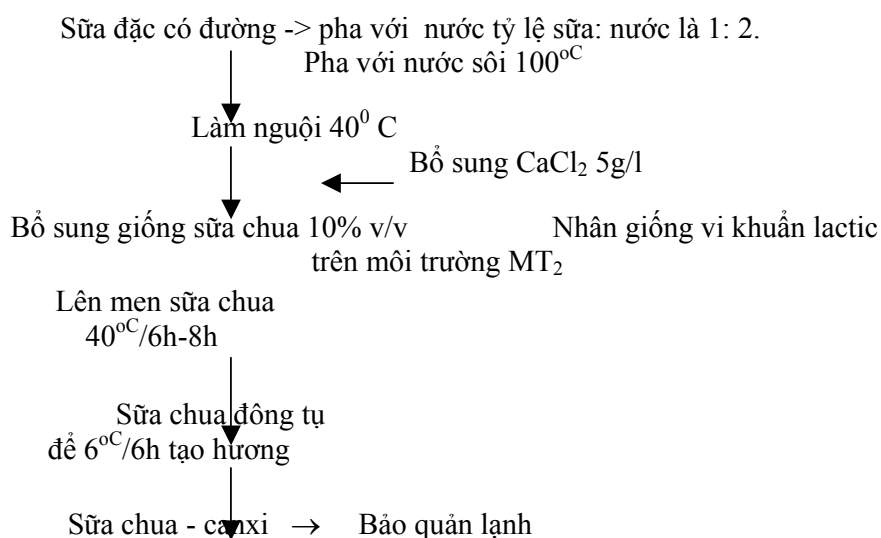 Sữa đặc có đường -> pha với nước tỷ lệ sữa: nước là 1: 2.
Pha với nước sôi 100ºC
Làm nguội 40⁰ C
Bổ sung CaCl₂ 5g/l
Bổ sung giống sữa chua 10% v/v Nhân giống vi khuẩn lactic
trên môi trường MT₂
Lên men sữa chua
40ºC/6h-8h
Sữa chua đông tụ
để 6ºC/6h tạo hương
Sữa chua - canxi → Bảo quản lạnh